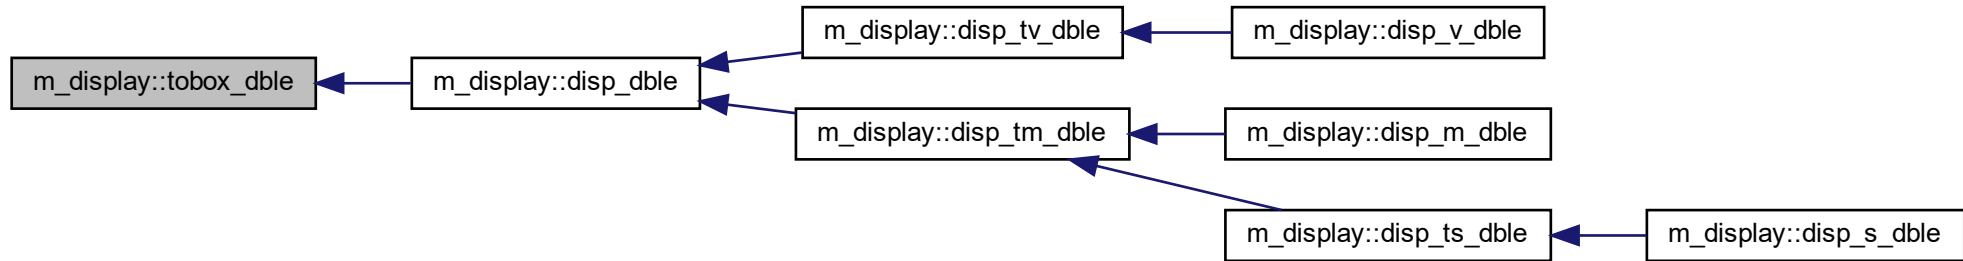 m_display::tobox_dble
m_display::disp_dble
m_display::disp_tv_dble
m_display::disp_v_dble
m_display::disp_tm_dble
m_display::disp_m_dble
m_display::disp_ts_dble
m_display::disp_s_dble